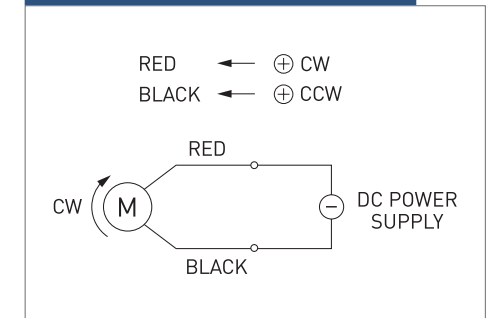 RED ← ⊕ CW
BLACK ← ⊕ CCW
RED
CW M − DC POWER
SUPPLY
BLACK